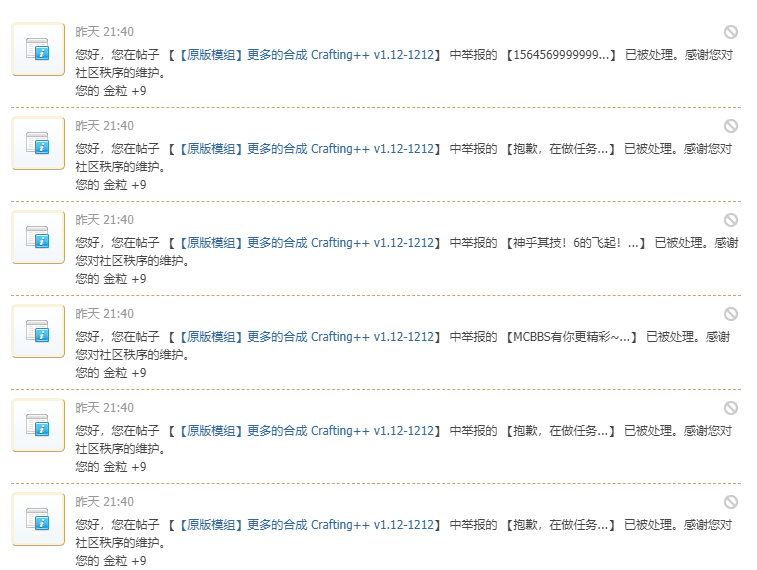 昨天 21:40
您好，您在帖子 【【原版模组】更多的合成 Crafting++ v1.12-1212】 中举报的 【1564569999999...】 已被处理。感谢您对
社区秩序的维护。
您的 金粒 +9
昨天 21:40
您好，您在帖子 【【原版模组】更多的合成 Crafting++ v1.12-1212】 中举报的 【抱歉，在做任务...】 已被处理。感谢您对
社区秩序的维护。
您的 金粒 +9
昨天 21:40
您好，您在帖子 【【原版模组】更多的合成 Crafting++ v1.12-1212】 中举报的 【神乎其技！6的飞起！...】 已被处理。感谢
您对社区秩序的维护。
您的 金粒 +9
昨天 21:40
您好，您在帖子 【【原版模组】更多的合成 Crafting++ v1.12-1212】 中举报的 【MCBBS有你更精彩~...】 已被处理。感谢
您对社区秩序的维护。
您的 金粒 +9
昨天 21:40
您好，您在帖子 【【原版模组】更多的合成 Crafting++ v1.12-1212】 中举报的 【抱歉，在做任务...】 已被处理。感谢您对
社区秩序的维护。
您的 金粒 +9
昨天 21:40
您好，您在帖子 【【原版模组】更多的合成 Crafting++ v1.12-1212】 中举报的 【抱歉，在做任务...】 已被处理。感谢您对
社区秩序的维护。
您的 金粒 +9